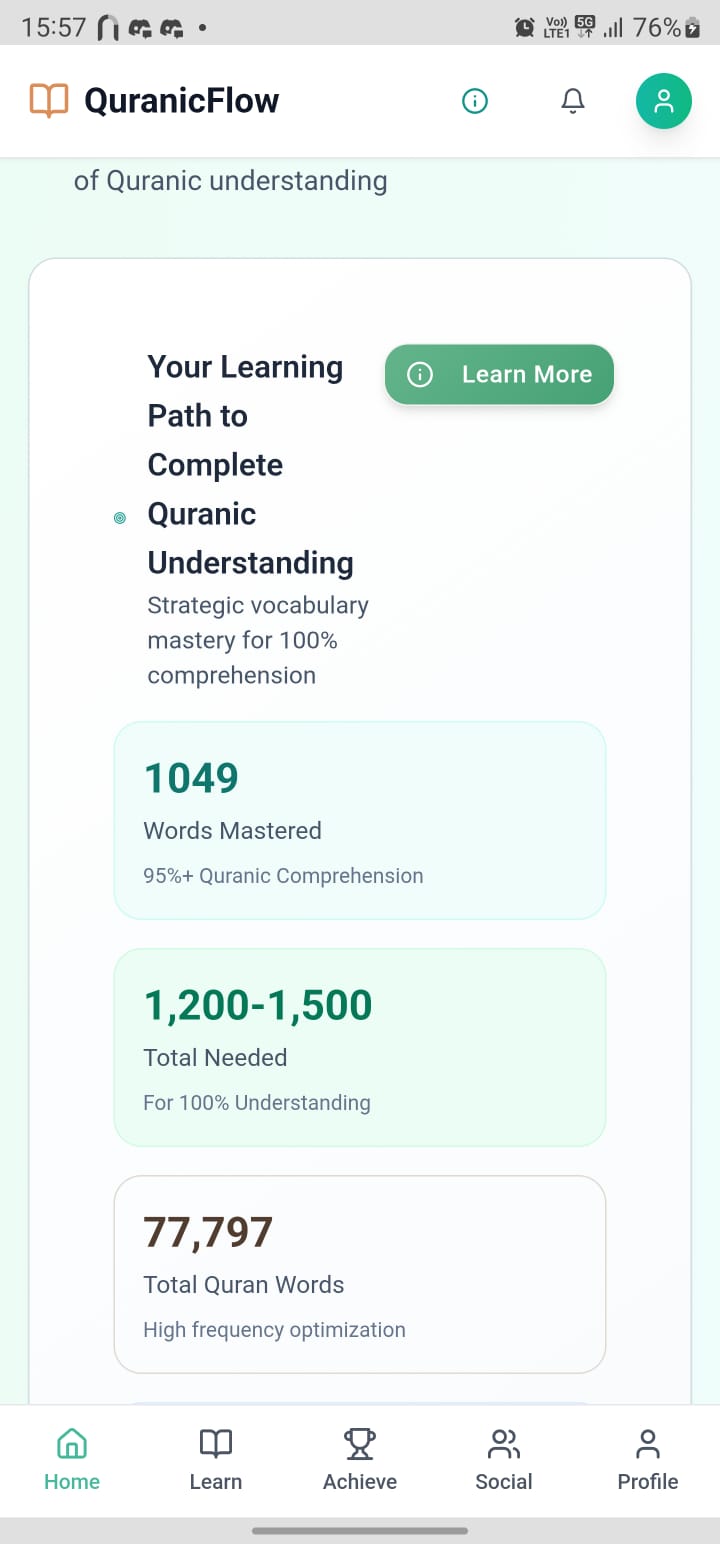 15:57
Vo)) LTE1 5G 76%
QuranicFlow
of Quranic understanding
Your Learning
Path to
Complete
Quranic
Understanding
Learn More
Strategic vocabulary
mastery for 100%
comprehension
1049
Words Mastered
95%+ Quranic Comprehension
1,200-1,500
Total Needed
For 100% Understanding
77,797
Total Quran Words
High frequency optimization
Home Learn Achieve Social Profile